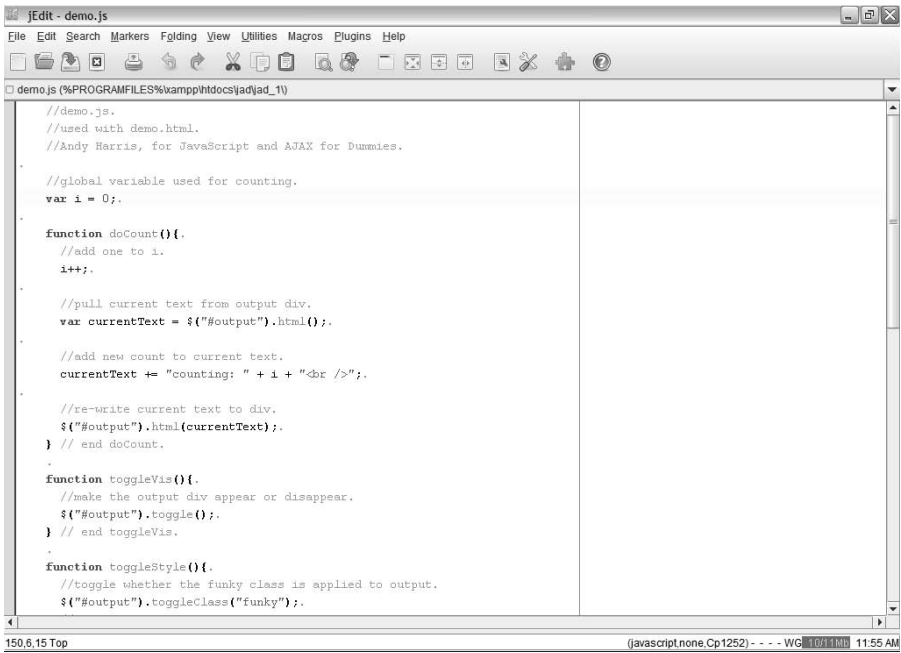 jEdit - demo.js
File Edit Search Markers Folding View Utilities Magros Plugins Help
demo.js (%PROGRAMFILES%\xampp\htdocs\jad\jad_1\)
//demo.js.
//used with demo.html.
//Andy Harris, for JavaScript and AJAX for Dummies.
.
//global variable used for counting.
var i = 0;.
.
function doCount(){.
//add one to i.
i++;.
.
//pull current text from output div.
var currentText = $("#output").html();.
.
//add new count to current text.
currentText += "counting: " + i + "<br />";.
.
//re-write current text to div.
$("#output").html(currentText);.
} // end doCount.
.
function toggleVis(){.
//make the output div appear or disappear.
$("#output").toggle();.
} // end toggleVis.
.
function toggleStyle(){.
//toggle whether the funky class is applied to output.
$("#output").toggleClass("funky");.
150,6,15 Top (javascript,none,Cp1252) - - - - WG 10/11Mb 11:55 AM